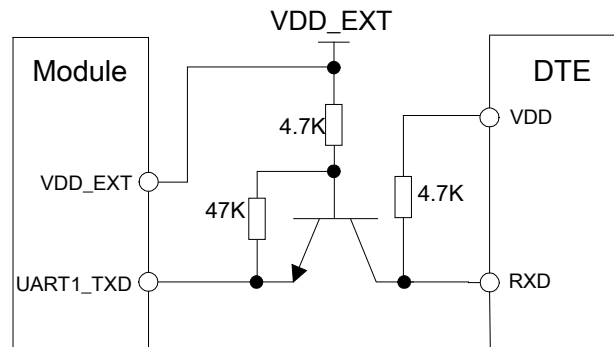 VDD_EXT
Module
DTE
VDD
4.7K
VDD_EXT
47K
4.7K
UART1_TXD
RXD